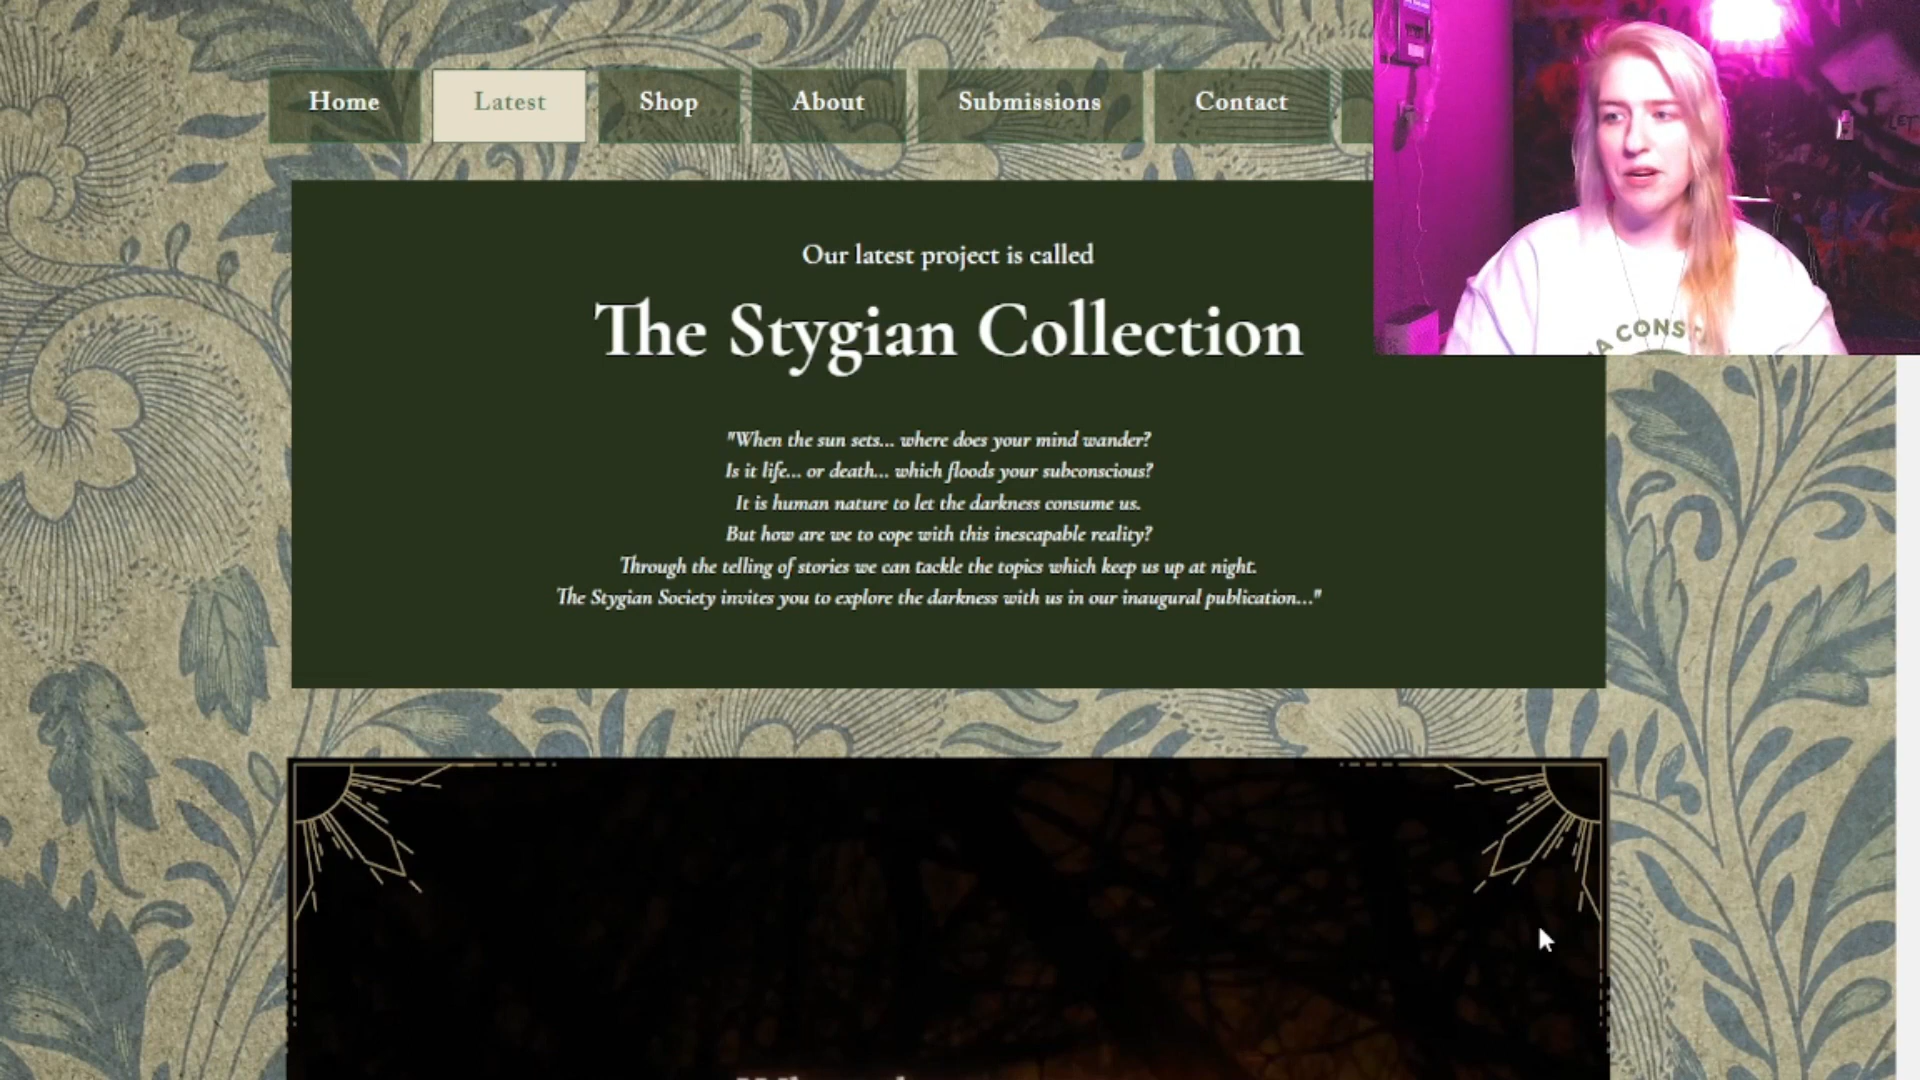 Home
Latest
Shop
About
Submissions
Contact
Our latest project is called
The Stygian Collection
"When the sun sets... where does your mind wander?
Is it life... or death... which floods your subconscious?
It is human nature to let the darkness consume us.
But how are we to cope with this inescapable reality?
Through the telling of stories we can tackle the topics which keep us up at night.
The Stygian Society invites you to explore the darkness with us in our inaugural publication..."